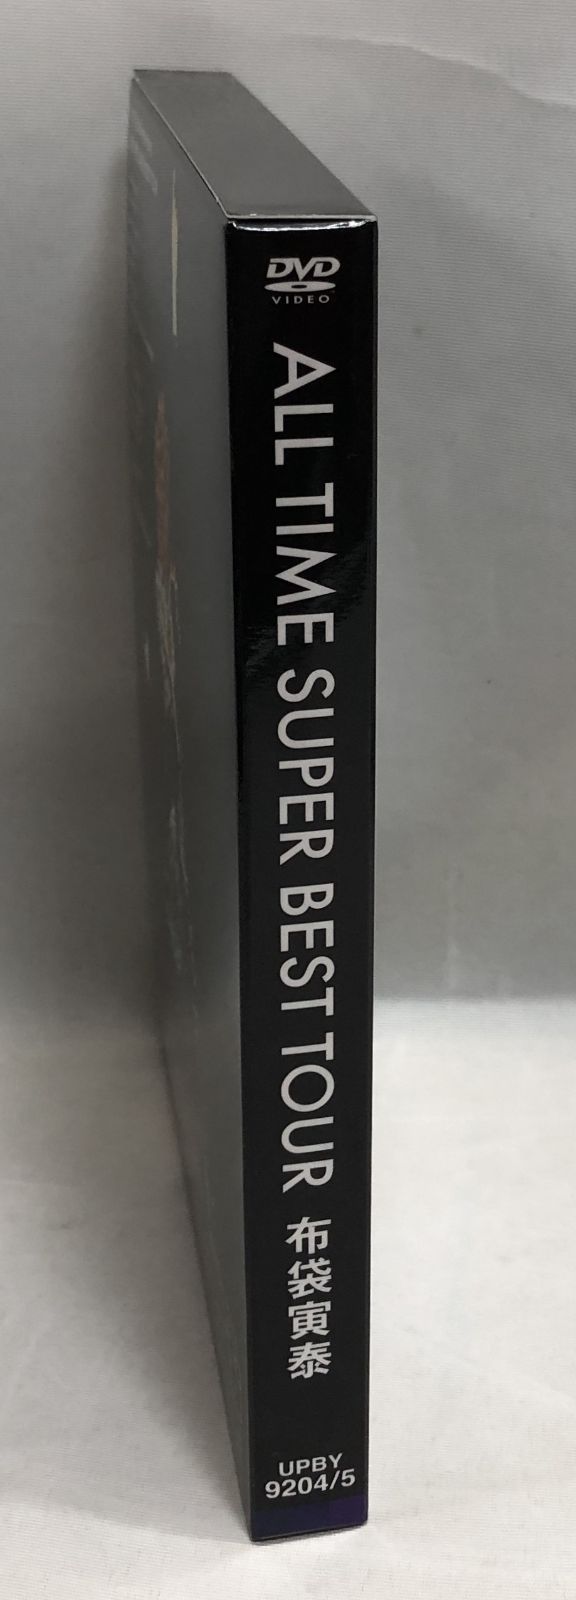 DVD
VIDEO
ALL TIME SUPER BEST TOUR 布袋寅泰
UPBY
9204/5